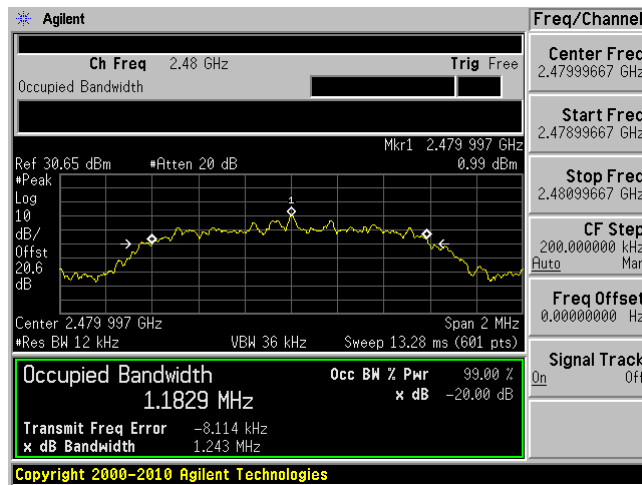 Agilent
Freq/Channel
Ch Freq 2.48 GHz Trig Free
Occupied Bandwidth
Center Freq
2.47999667 GHz
Start Freq
2.47899667 GHz
Stop Freq
2.48099667 GHz
CF Step
200.000000 kHz
Auto Man
Freq Offset
0.00000000 Hz
Signal Track
On Off
Mkr1 2.479 997 GHz
Ref 30.65 dBm #Atten 20 dB 0.99 dBm
#Peak
Log
10
dB/
Offst
20.6
dB
1
Center 2.479 997 GHz Span 2 MHz
#Res BW 12 kHz VBW 36 kHz Sweep 13.28 ms (601 pts)
Occupied Bandwidth Occ BW % Pwr 99.00 %
1.1829 MHz x dB -20.00 dB
Transmit Freq Error -8.114 kHz
x dB Bandwidth 1.243 MHz
Copyright 2000-2010 Agilent Technologies